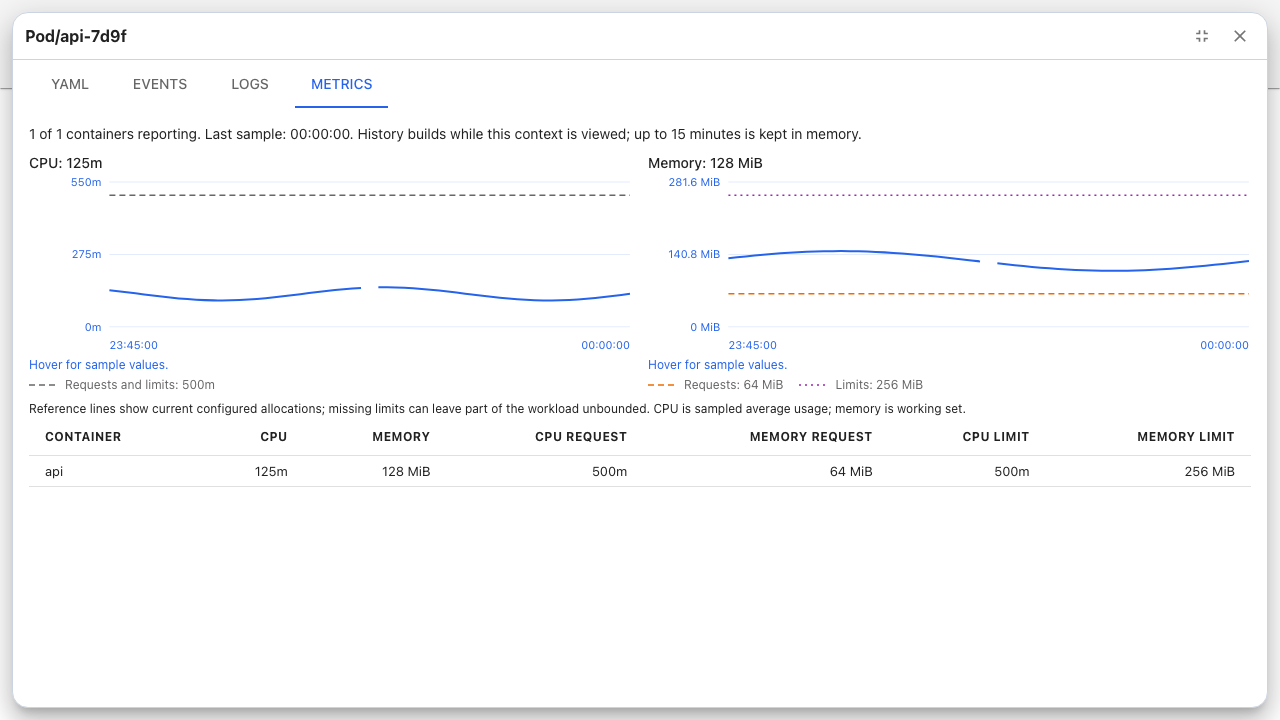 Pod/api-7d9f
YAML EVENTS LOGS METRICS
1 of 1 containers reporting. Last sample: 00:00:00. History builds while this context is viewed; up to 15 minutes is kept in memory.
CPU: 125m
550m
275m
0m
23:45:00 00:00:00
Hover for sample values.
Requests and limits: 500m
Memory: 128 MiB
281.6 MiB
140.8 MiB
0 MiB
23:45:00 00:00:00
Hover for sample values.
Requests: 64 MiB Limits: 256 MiB
Reference lines show current configured allocations; missing limits can leave part of the workload unbounded. CPU is sampled average usage; memory is working set.
CONTAINER CPU MEMORY CPU REQUEST MEMORY REQUEST CPU LIMIT MEMORY LIMIT
api 125m 128 MiB 500m 64 MiB 500m 256 MiB